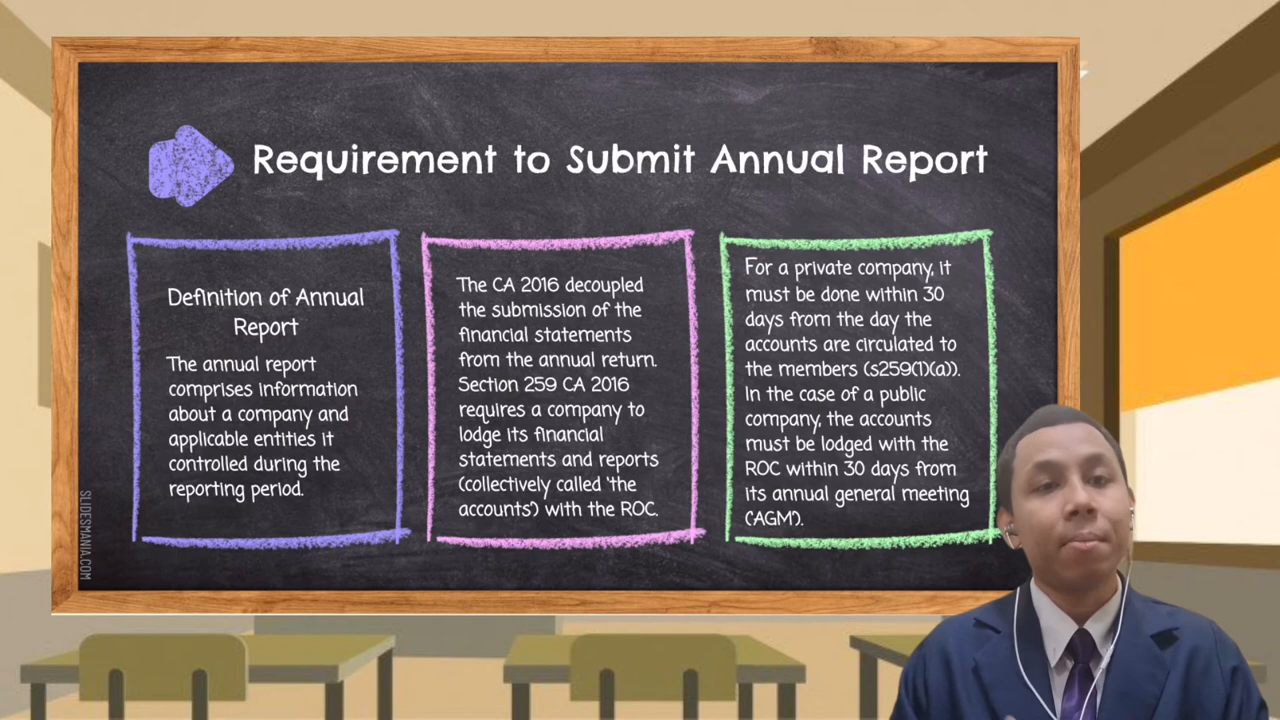 Requirement to Submit Annual Report
Definition of Annual
Report
The annual report
comprises information
about a company and
applicable entities it
controlled during the
reporting period.
The CA 2016 decoupled
the submission of the
financial statements
from the annual return.
Section 259 CA 2016
requires a company to
lodge its financial
statements and reports
(collectively called 'the
accounts') with the ROC.
For a private company, it
must be done within 30
days from the day the
accounts are circulated to
the members (s259(1)(a)).
In the case of a public
company, the accounts
must be lodged with the
ROC within 30 days from
its annual general meeting
('AGM').
SLIDESMANIA.COM